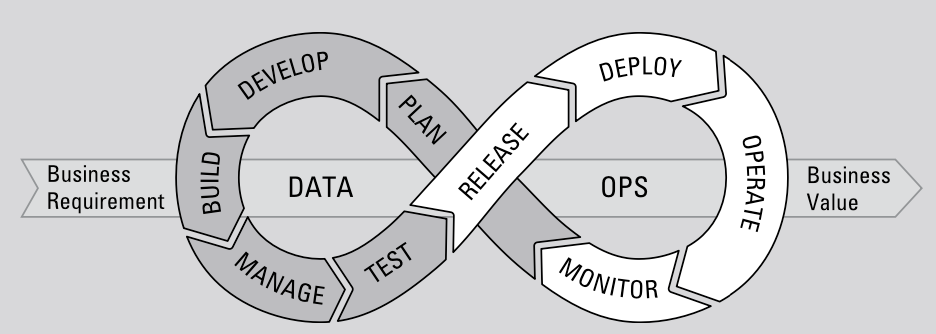 DEVELOP
PLAN
BUILD
MANAGE
TEST
RELEASE
DEPLOY
OPERATE
MONITOR
Business
Requirement
DATA
OPS
Business
Value